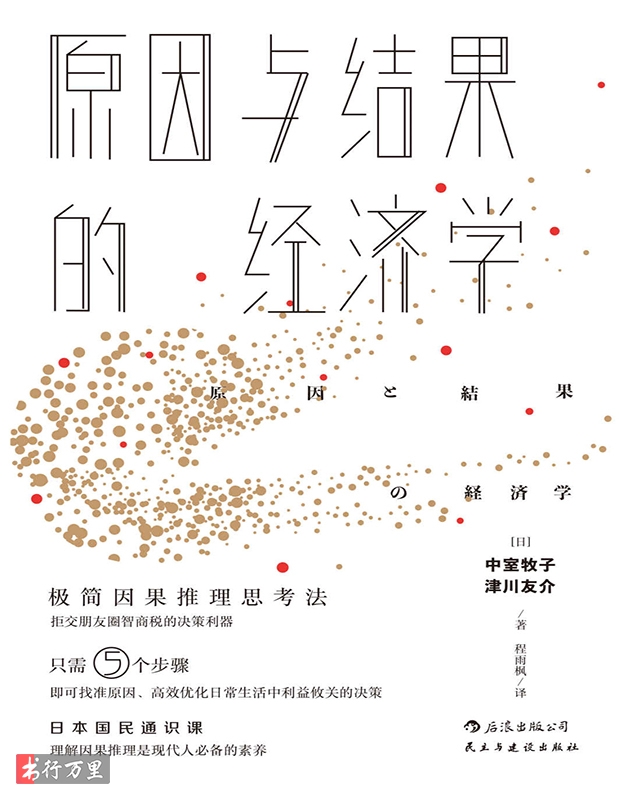 原因与结果
的 经济学
原因と結果
の経済学
[日]
中室牧子
津川友介
/著
程雨枫/译
极简因果推理思考法
拒交朋友圈智商税的决策利器
只需⑤个步骤
即可找准原因、高效优化日常生活中利益攸关的决策
日本国民通识课
理解因果推理是现代人必备的素养
后浪出版公司
民主与建设出版社
书行万里